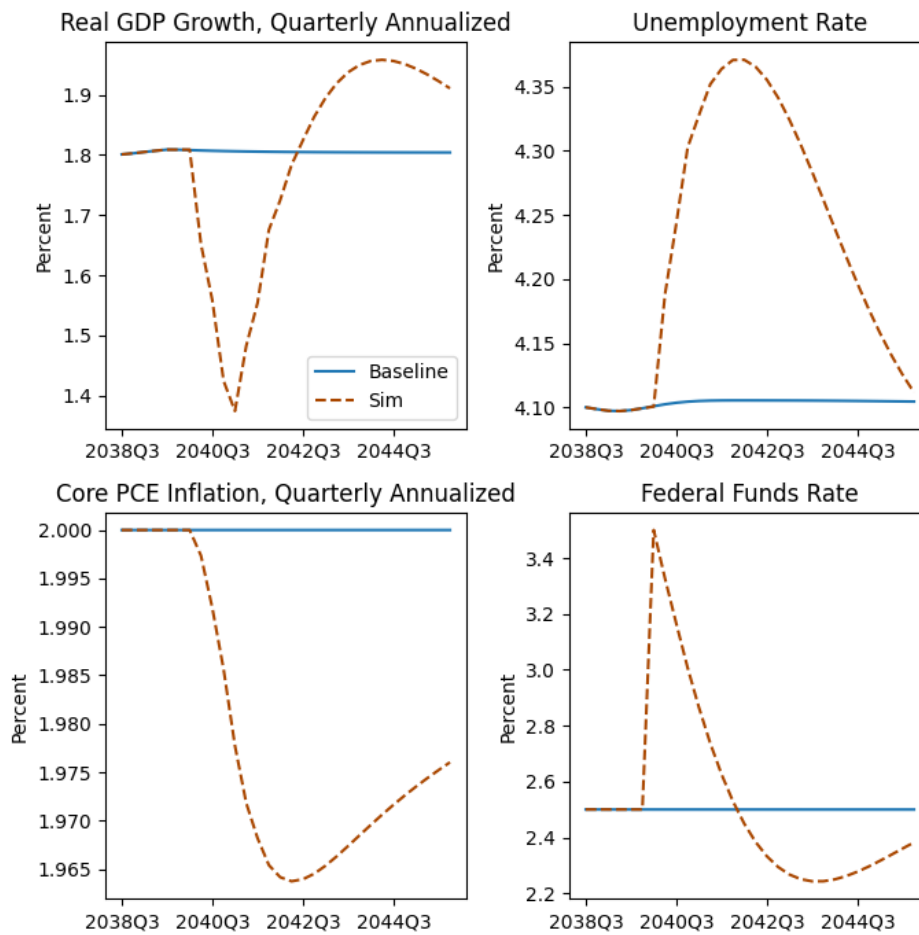 Real GDP Growth, Quarterly Annualized
Percent
1.9
1.8
1.7
1.6
1.5
1.4
Baseline
Sim
2038Q3 2040Q3 2042Q3 2044Q3
Unemployment Rate
Percent
4.35
4.30
4.25
4.20
4.15
4.10
2038Q3 2040Q3 2042Q3 2044Q3
Core PCE Inflation, Quarterly Annualized
Percent
2.000
1.995
1.990
1.985
1.980
1.975
1.970
1.965
2038Q3 2040Q3 2042Q3 2044Q3
Federal Funds Rate
Percent
3.4
3.2
3.0
2.8
2.6
2.4
2.2
2038Q3 2040Q3 2042Q3 2044Q3